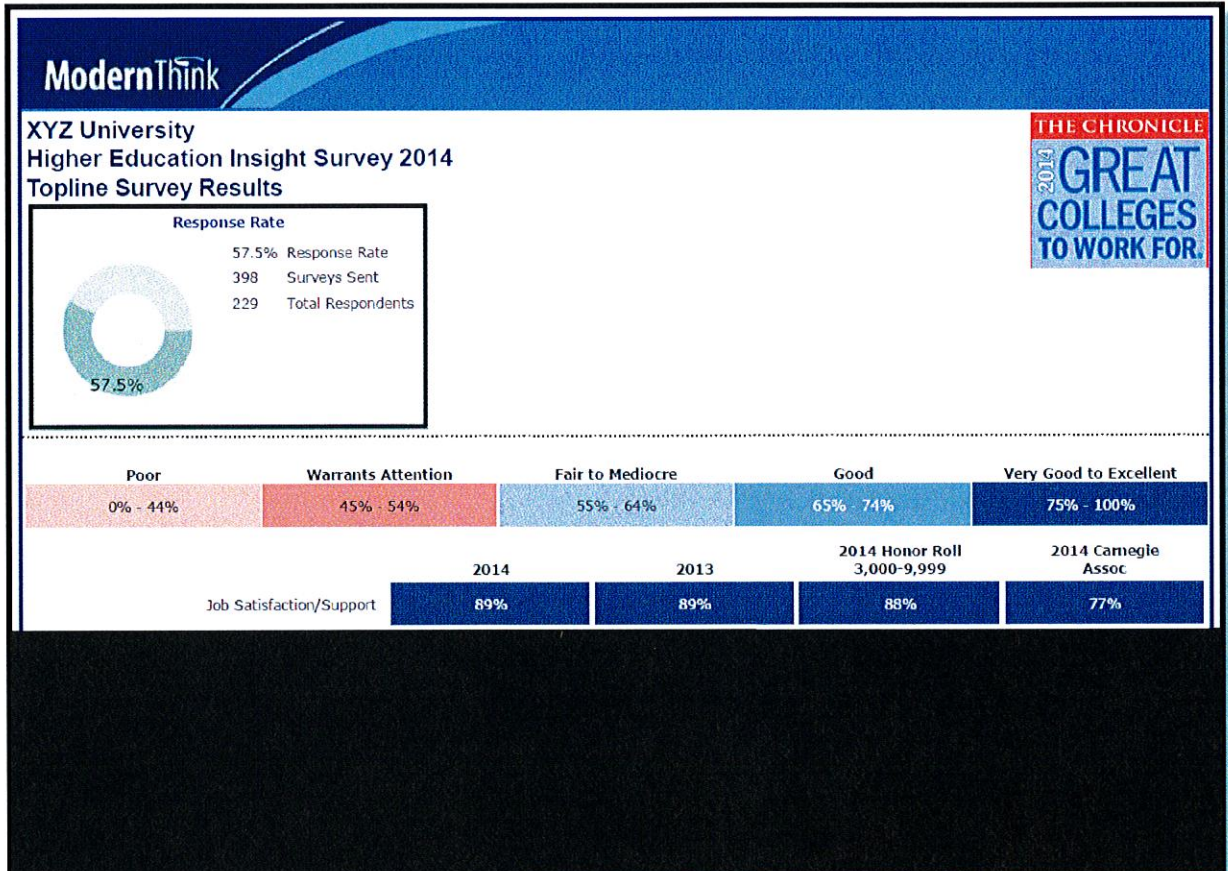 ModernThink
XYZ University
Higher Education Insight Survey 2014
Topline Survey Results
THE CHRONICLE
2014
GREAT
COLLEGES
TO WORK FOR.
Response Rate
57.5% Response Rate
398 Surveys Sent
229 Total Respondents
57.5%
Poor Warrants Attention Fair to Mediocre Good Very Good to Excellent
0% - 44% 45% - 54% 55% - 64% 65% - 74% 75% - 100%
2014 2013 2014 Honor Roll 3,000-9,999 2014 Carnegie Assoc
Job Satisfaction/Support 89% 89% 88% 77%